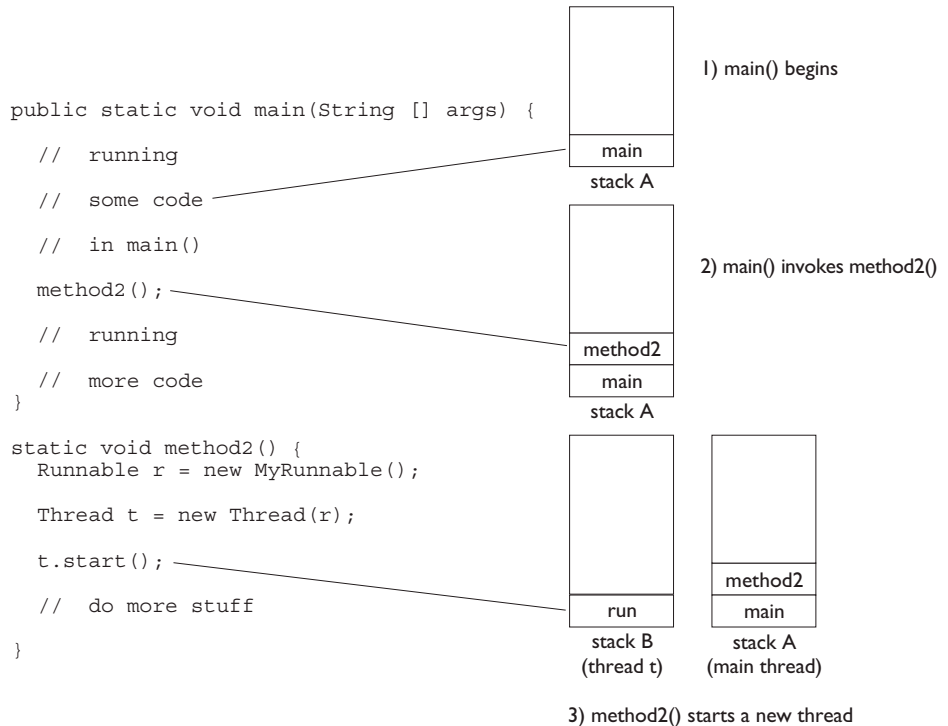 public static void main(String [] args) {
// running
// some code
// in main()
method2();
// running
// more code
}
static void method2() {
Runnable r = new MyRunnable();
Thread t = new Thread(r);
t.start();
// do more stuff
}
1) main() begins
main
stack A
2) main() invokes method2()
method2
main
stack A
run
stack B
(thread t)
method2
main
stack A
(main thread)
3) method2() starts a new thread